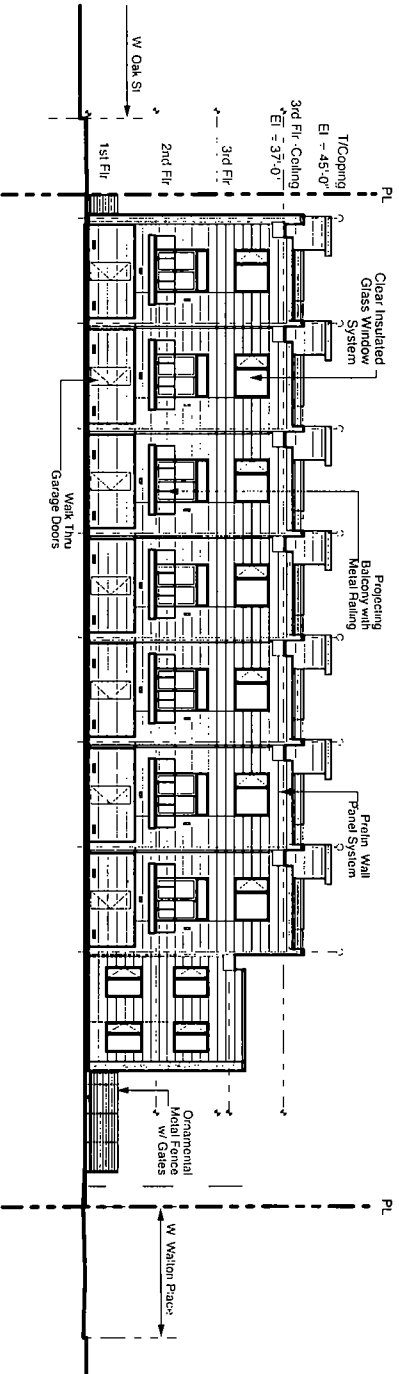 PL
T/Coping
El ÷ 45'-0"
3rd Flr Ceiling
El ÷ 37'-0"
3rd Flr
2nd Flr
1st Flr
W Oak St
Clear Insulated
Glass Window
System
Walk Thru
Garage Doors
Projecting
Balcony with
Metal Railing
Prefin Wall
Panel System
Ornamental
Metal Fence
w/ Gates
PL
W Walton Place